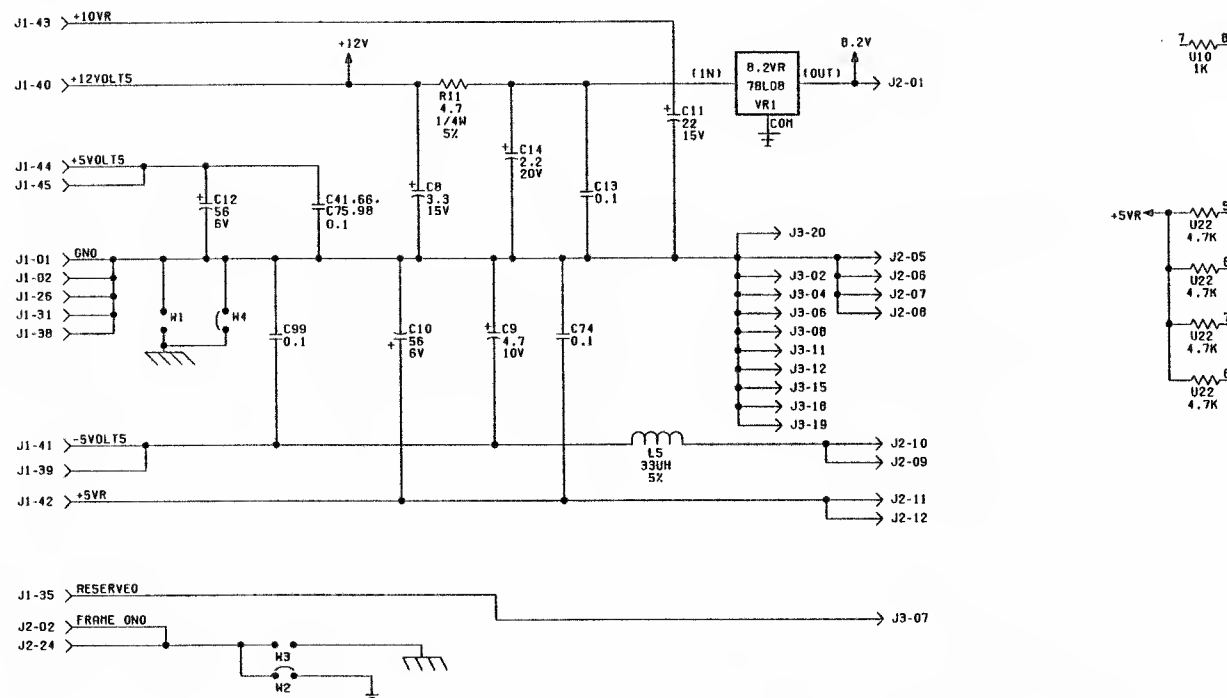 J1-43 +10VR
+12V
8.2V
7 8
U10
1K
J1-40 +12VOLTS
(IN)
8.2VR
78L08
VR1
(OUT)
COM
J2-01
R11
4.7
1/4W
5%
+ C11
22
15V
J1-44 +5VOLTS
J1-45
+ C12
56
6V
C41,66,
C75,98
0.1
+ C8
3.3
15V
+ C14
2.2
20V
C13
0.1
+5VR
5
U22
4.7K
6
U22
4.7K
7
U22
4.7K
6
U22
4.7K
J1-01 GND
J1-02
J1-26
J1-31
J1-38
W1
W4
C99
0.1
C10
56
6V
+
+ C9
4.7
10V
C74
0.1
J3-20
J3-02
J3-04
J3-06
J3-08
J3-11
J3-12
J3-15
J3-18
J3-19
J2-05
J2-06
J2-07
J2-08
J1-41 -5VOLTS
J1-39
L5
33UH
5%
J2-10
J2-09
J1-42 +5VR
J2-11
J2-12
J1-35 RESERVED
J3-07
J2-02 FRAME GND
J2-24
W3
W2